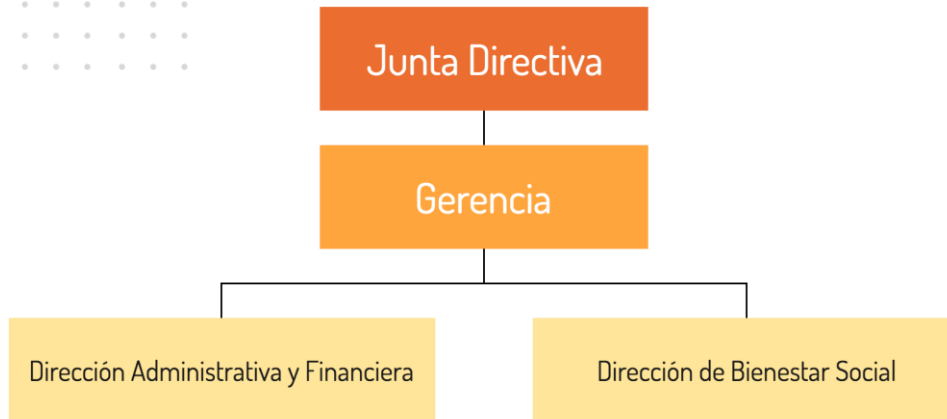 Junta Directiva
Gerencia
Dirección Administrativa y Financiera
Dirección de Bienestar Social